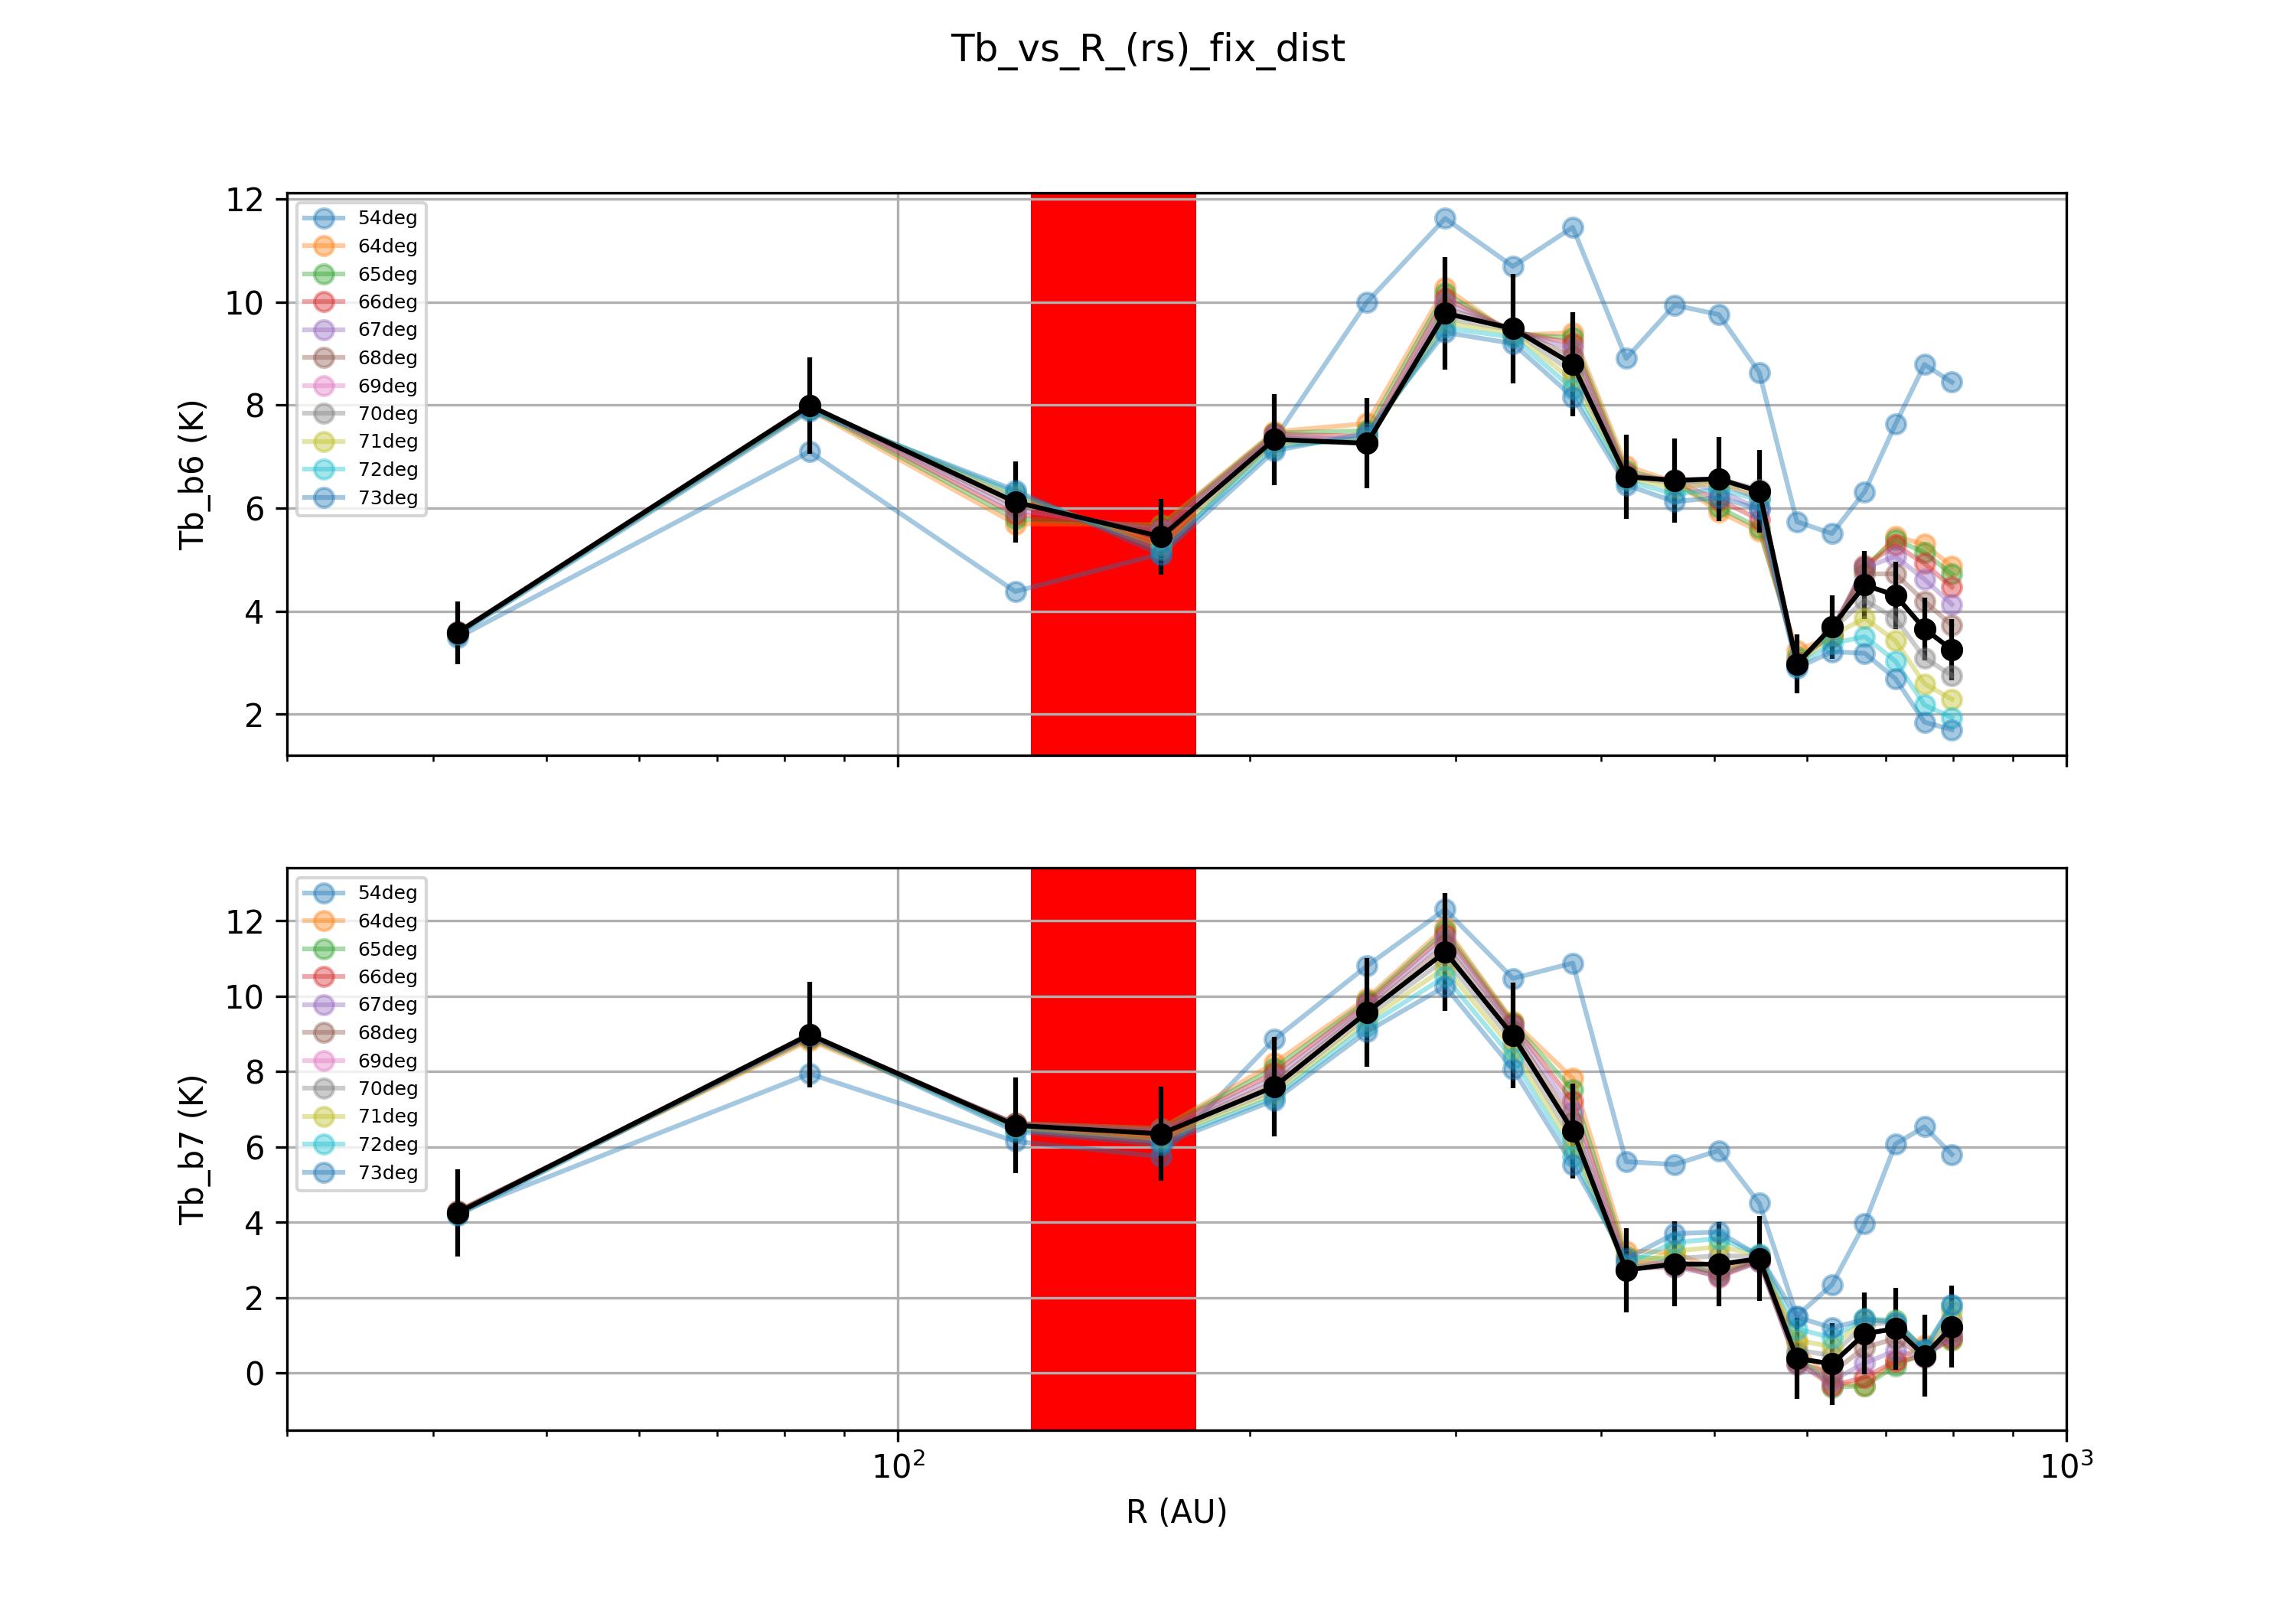 Tb_vs_R_(rs)_fix_dist
12
10
8
6
4
2
Tb_b6 (K)
54deg
64deg
65deg
66deg
67deg
68deg
69deg
70deg
71deg
72deg
73deg
12
10
8
6
4
2
0
Tb_b7 (K)
54deg
64deg
65deg
66deg
67deg
68deg
69deg
70deg
71deg
72deg
73deg
10² 10³
R (AU)